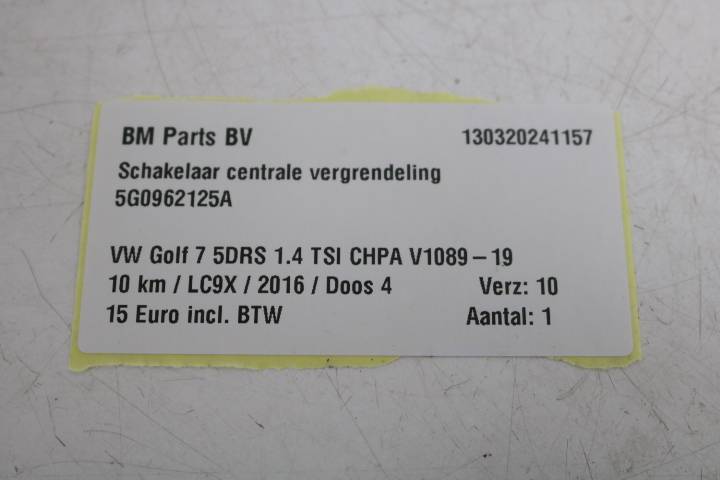 BM Parts BV 130320241157
Schakelaar centrale vergrendeling
5G0962125A
VW Golf 7 5DRS 1.4 TSI CHPA V1089-19
10 km / LC9X / 2016 / Doos 4 Verz: 10
15 Euro incl. BTW Aantal: 1